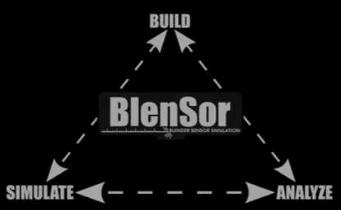 BUILD
BlenSor
BLENDER SENSOR SIMULATION
SIMULATE
ANALYZE